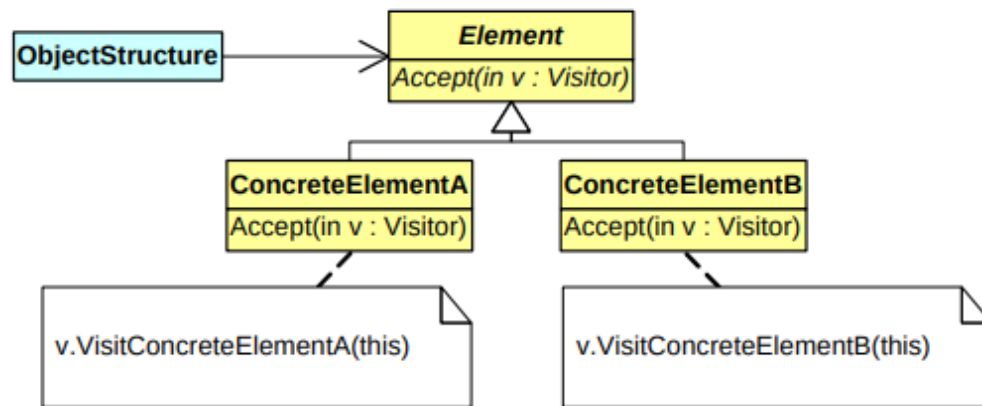 Element
ObjectStructure
Accept(in v : Visitor)
ConcreteElementA
ConcreteElementB
Accept(in v : Visitor)
Accept(in v : Visitor)
v.VisitConcreteElementA(this)
v.VisitConcreteElementB(this)